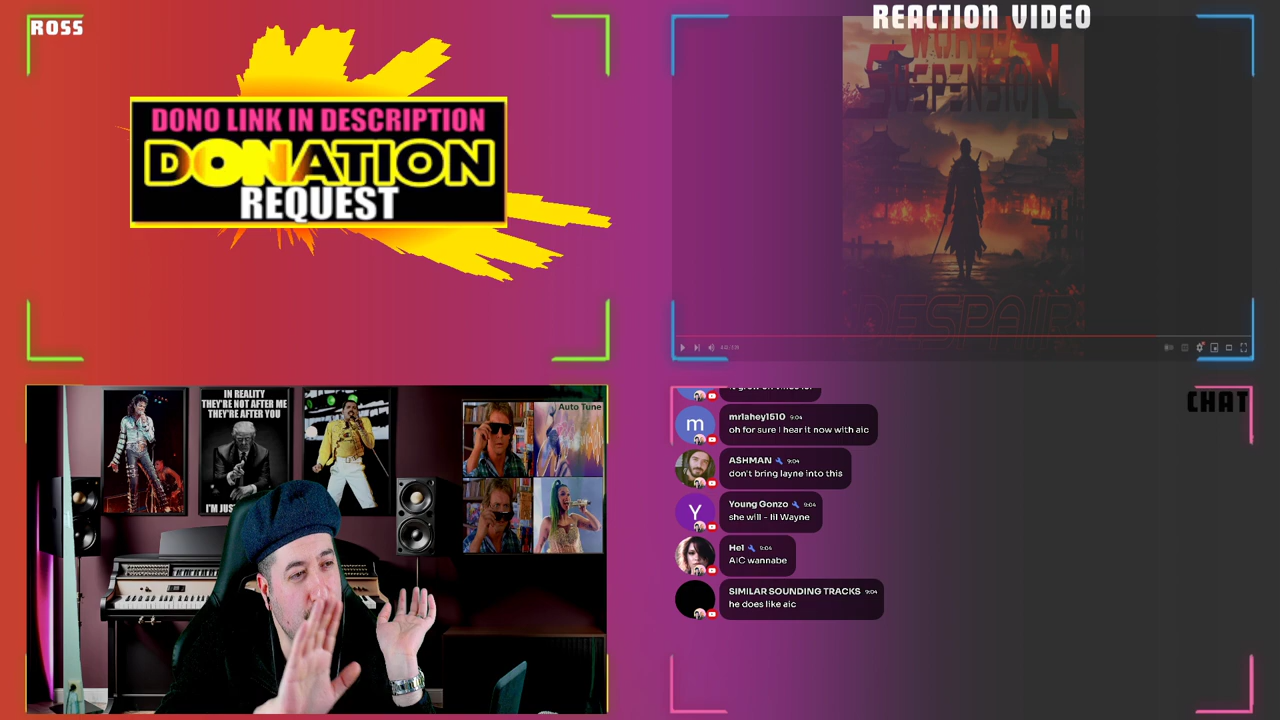 ROSS
DONO LINK IN DESCRIPTION
DONATION
REQUEST
REACTION VIDEO
WORLD
SUSPENSION
DESPAIR
IN REALITY
THEY'RE NOT AFTER ME
THEY'RE AFTER YOU
I'M JUS
Auto Tune
CHAT
mrlahey1510 9:04
oh for sure I hear it now with aic
ASHMAN 9:04
don't bring layne into this
Young Gonzo 9:04
she will - lil Wayne
Hel 9:04
AIC wannabe
SIMILAR SOUNDING TRACKS 9:04
he does like aic